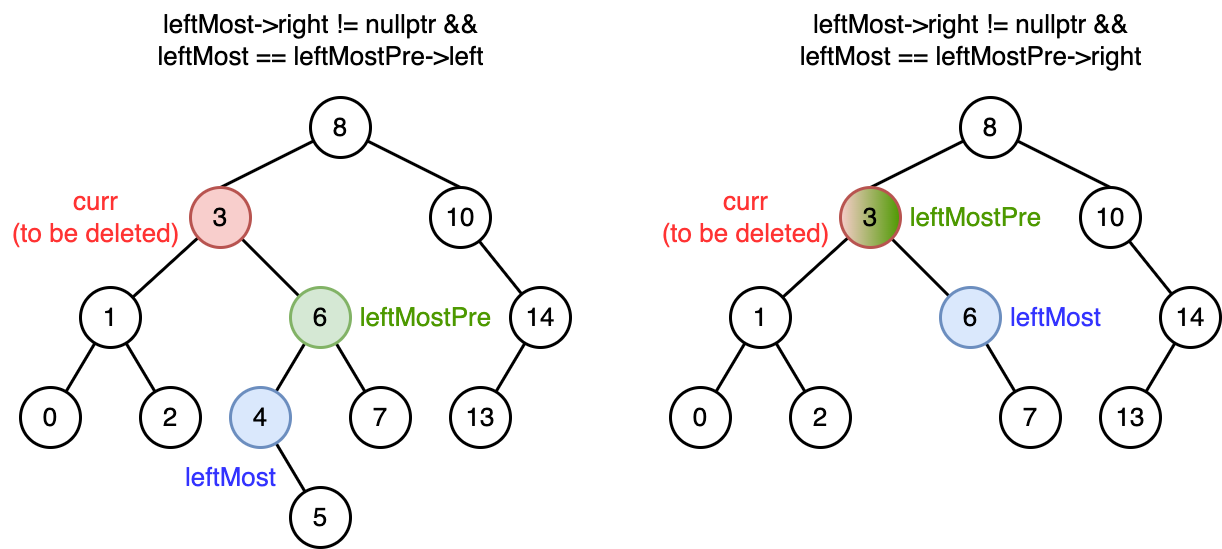 leftMost->right != nullptr &&
leftMost == leftMostPre->left
8
curr
(to be deleted)
3
10
1
6
leftMostPre
14
0
2
4
7
13
leftMost
5
leftMost->right != nullptr &&
leftMost == leftMostPre->right
8
curr
(to be deleted)
3
leftMostPre
10
1
6
leftMost
14
0
2
7
13